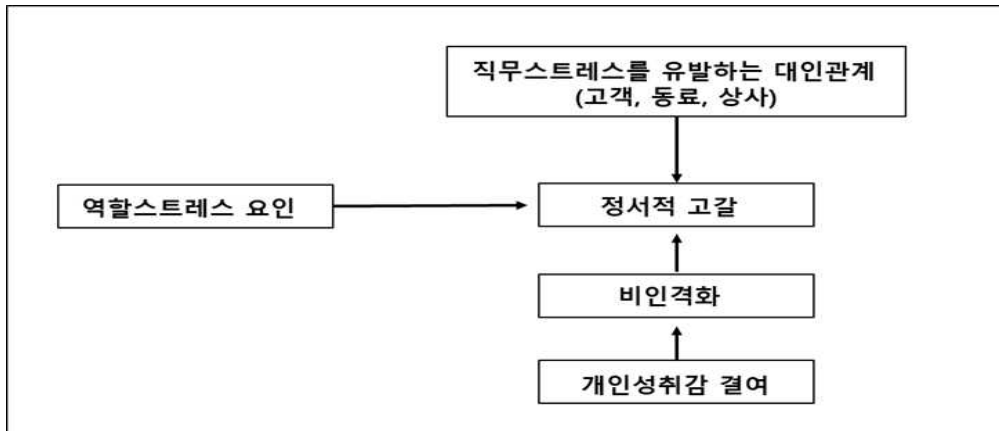 직무스트레스를 유발하는 대인관계
(고객, 동료, 상사)
역할스트레스 요인
정서적 고갈
비인격화
개인성취감 결여